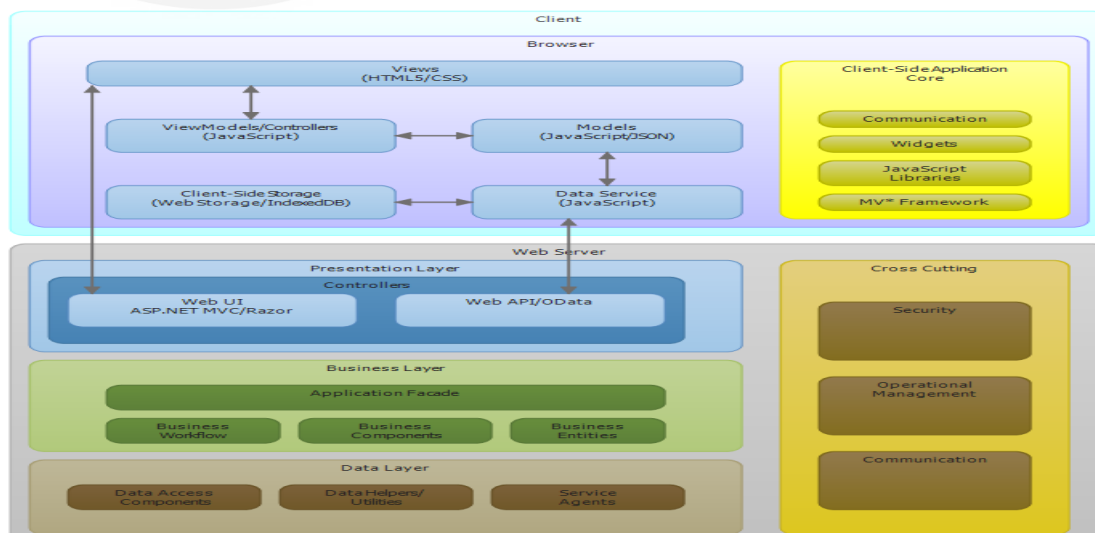 Client
Browser
Views
(HTML5/CSS)
Client-Side Application
Core
ViewModels/Controllers
(JavaScript)
Models
(JavaScript/JSON)
Communication
Widgets
JavaScript
Libraries
MV* Framework
Client-Side Storage
(Web Storage/IndexedDB)
Data Service
(JavaScript)
Web Server
Presentation Layer
Controllers
Web UI
ASP.NET MVC/Razor
Web API/OData
Cross Cutting
Security
Operational
Management
Communication
Business Layer
Application Facade
Business
Workflow
Business
Components
Business
Entities
Data Layer
Data Access
Components
Data Helpers/
Utilities
Service
Agents